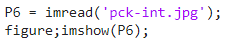 P6 = imread('pck-int.jpg');
figure;imshow(P6);